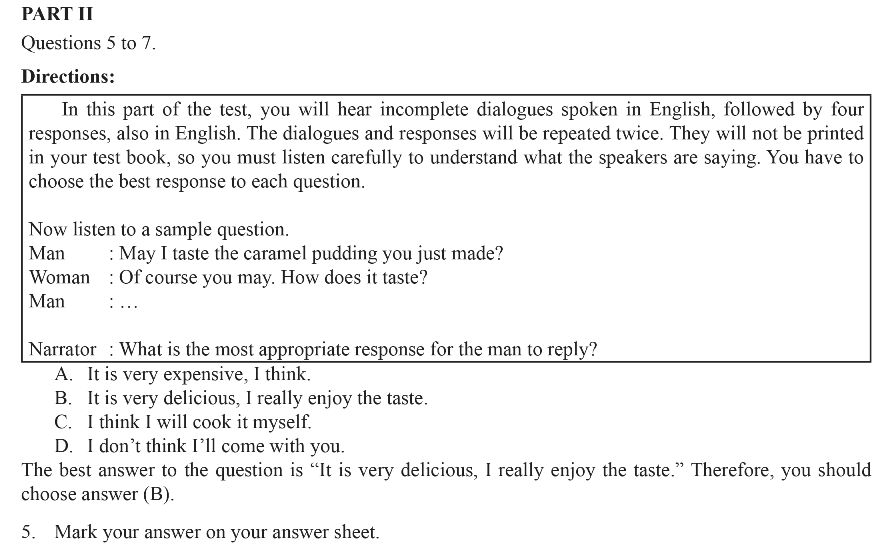 PART II
Questions 5 to 7.
Directions:
In this part of the test, you will hear incomplete dialogues spoken in English, followed by four
responses, also in English. The dialogues and responses will be repeated twice. They will not be printed
in your test book, so you must listen carefully to understand what the speakers are saying. You have to
choose the best response to each question.
Now listen to a sample question.
Man : May I taste the caramel pudding you just made?
Woman : Of course you may. How does it taste?
Man : …
Narrator : What is the most appropriate response for the man to reply?
A. It is very expensive, I think.
B. It is very delicious, I really enjoy the taste.
C. I think I will cook it myself.
D. I don’t think I’ll come with you.
The best answer to the question is “It is very delicious, I really enjoy the taste.” Therefore, you should
choose answer (B).
5. Mark your answer on your answer sheet.